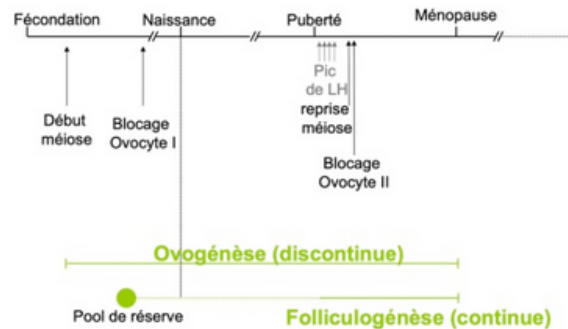 Fécondation Naissance Puberté Ménopause
Pic
de LH
reprise
méiose
Début
méiose
Blocage
Ovocyte I
Blocage
Ovocyte II
Ovogénèse (discontinue)
Pool de réserve
Folliculogénèse (continue)